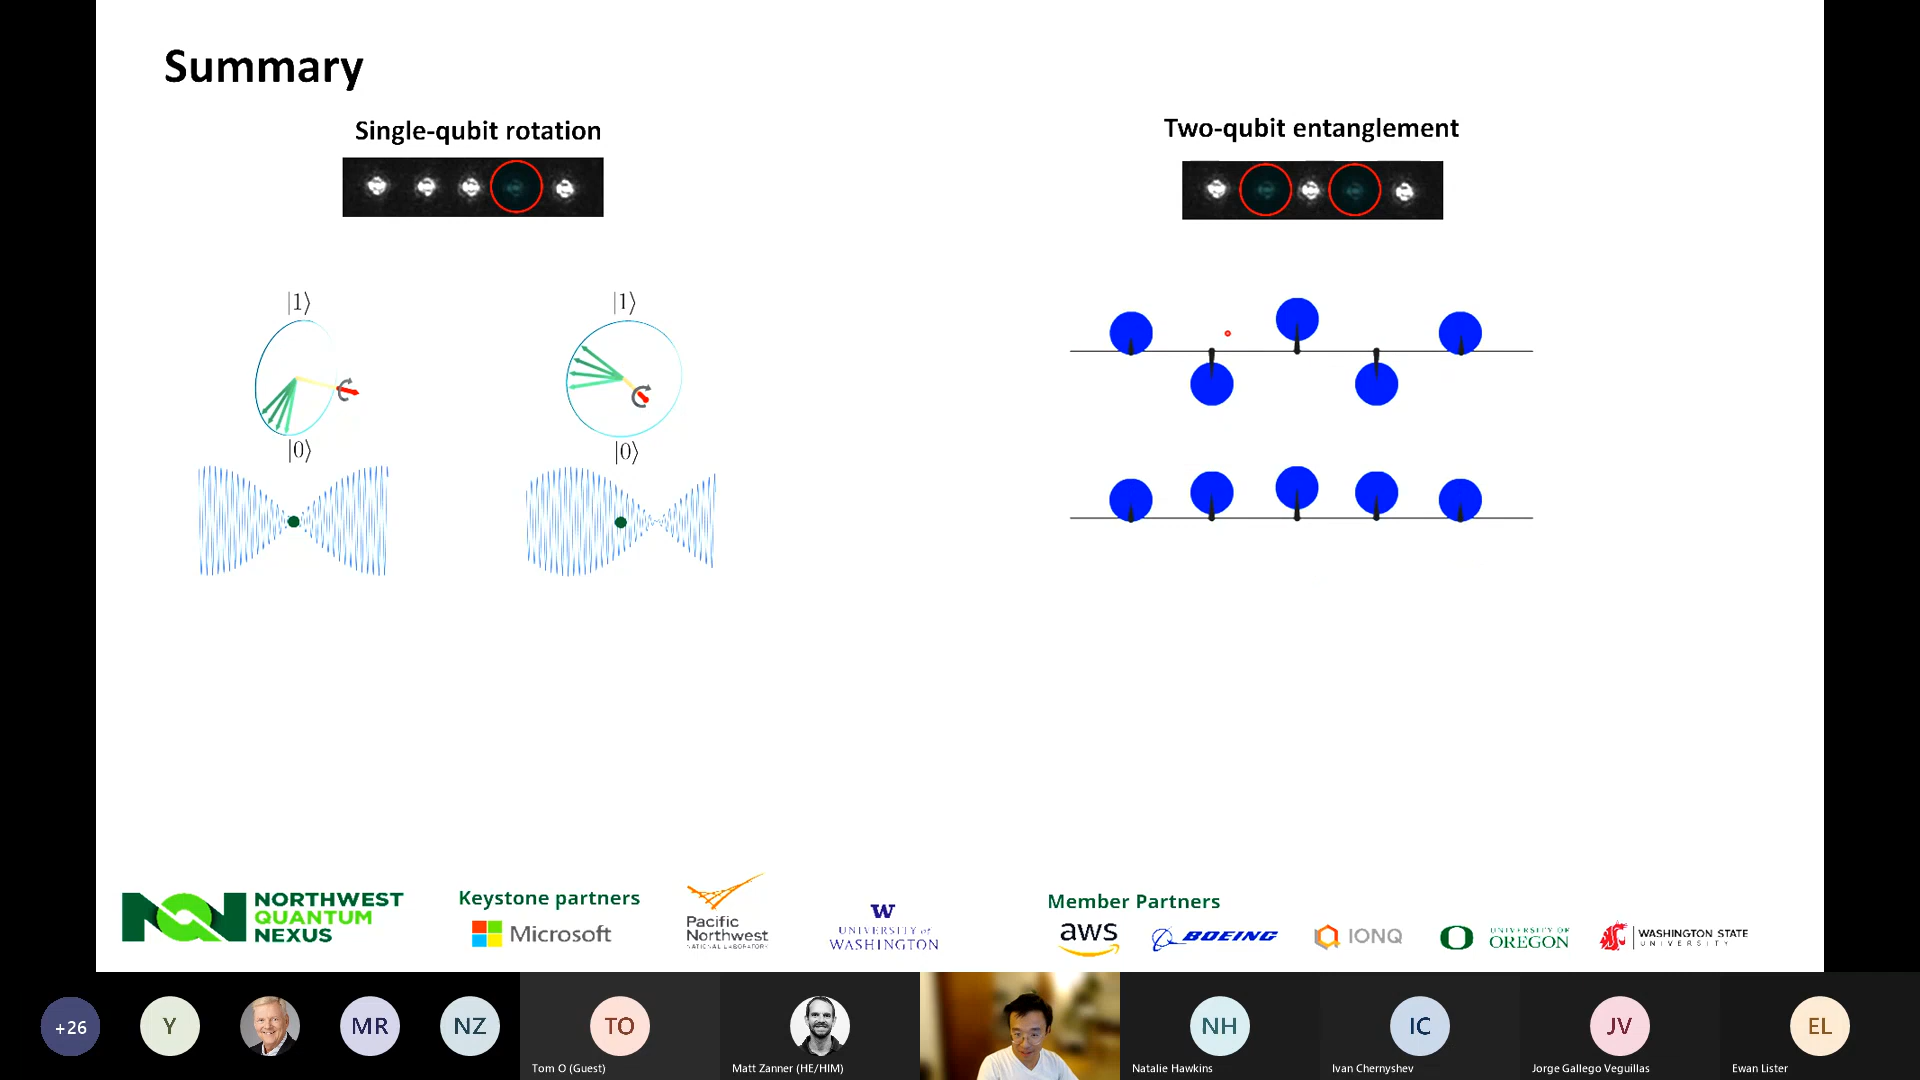 Summary
Single-qubit rotation
Two-qubit entanglement
|1⟩
|1⟩
|0⟩
|0⟩
NORTHWEST
QUANTUM
NEXUS
Keystone partners
Microsoft
Pacific
Northwest
NATIONAL LABORATORY
W
UNIVERSITY of
WASHINGTON
Member Partners
aws
BOEING
IONQ
O
UNIVERSITY OF
OREGON
WASHINGTON STATE
UNIVERSITY
+26
Y
MR
NZ
TO
NH
IC
JV
EL
Tom O (Guest)
Matt Zanner (HE/HIM)
Natalie Hawkins
Ivan Chernyshev
Jorge Gallego Veguillas
Ewan Lister